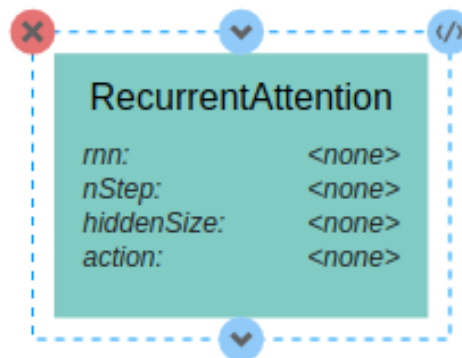 RecurrentAttention
rnn: <none>
nStep: <none>
hiddenSize: <none>
action: <none>